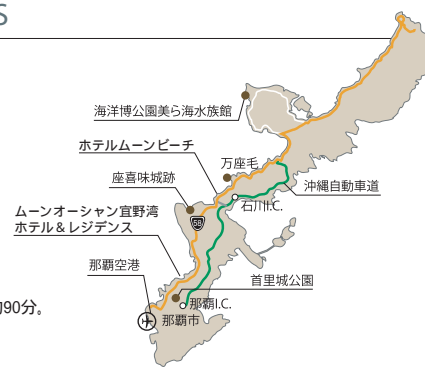 S
海洋博公園美ら海水族館
ホテルムーンビーチ
万座毛
座喜味城跡
沖縄自動車道
石川I.C.
58
ムーンオーシャン宜野湾
ホテル＆レジデンス
那覇空港
首里城公園
那覇I.C.
那覇市
約90分。